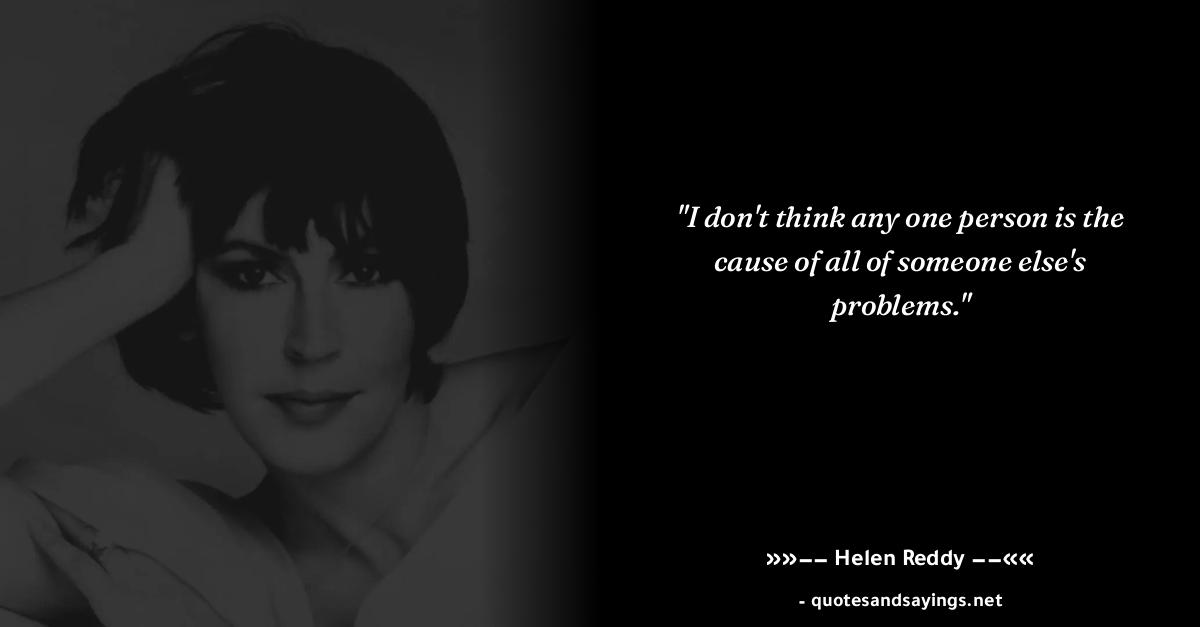 "I don't think any one person is the
cause of all of someone else's
problems."
»»–– Helen Reddy ––««
- quotesandsayings.net